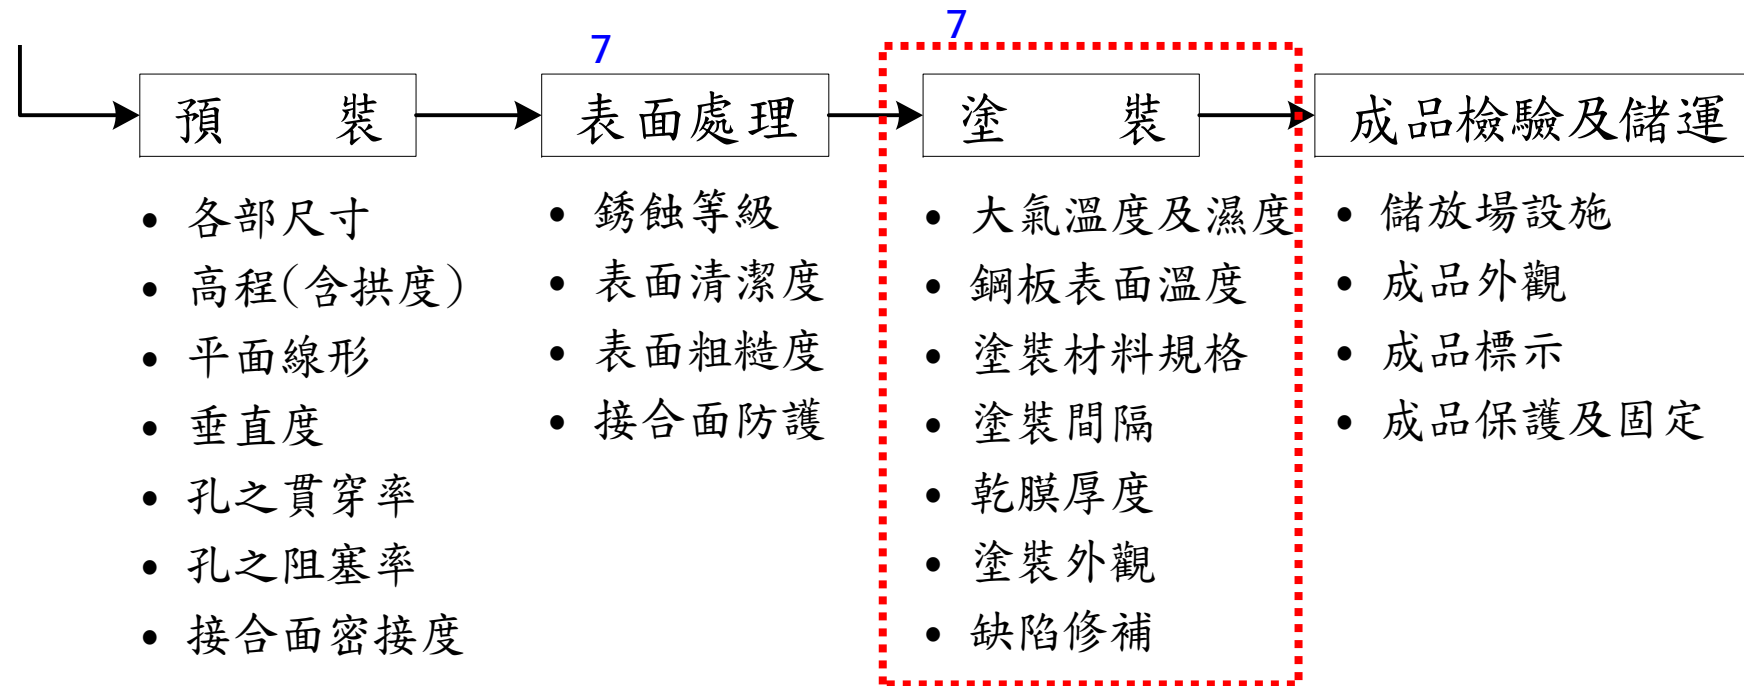 7
7
預 裝
表面處理
塗 裝
成品檢驗及儲運
• 各部尺寸
• 高程(含拱度)
• 平面線形
• 垂直度
• 孔之貫穿率
• 孔之阻塞率
• 接合面密接度
• 銹蝕等級
• 表面清潔度
• 表面粗糙度
• 接合面防護
• 大氣溫度及濕度
• 鋼板表面溫度
• 塗裝材料規格
• 塗裝間隔
• 乾膜厚度
• 塗裝外觀
• 缺陷修補
• 儲放場設施
• 成品外觀
• 成品標示
• 成品保護及固定